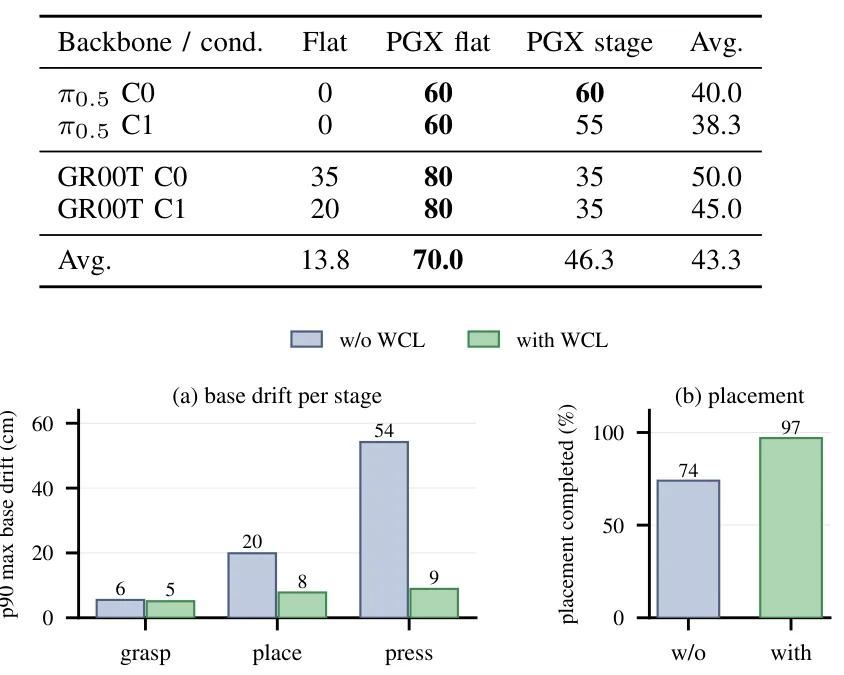 Backbone / cond. Flat PGX flat PGX stage Avg.
π0.5 C0 0 60 60 40.0
π0.5 C1 0 60 55 38.3
GR00T C0 35 80 35 50.0
GR00T C1 20 80 35 45.0
Avg. 13.8 70.0 46.3 43.3
w/o WCL with WCL
(a) base drift per stage
p90 max base drift (cm)
60
40
20
0
6 5 20 8 54 9
grasp place press
(b) placement
placement completed (%)
100
50
0
74 97
w/o with